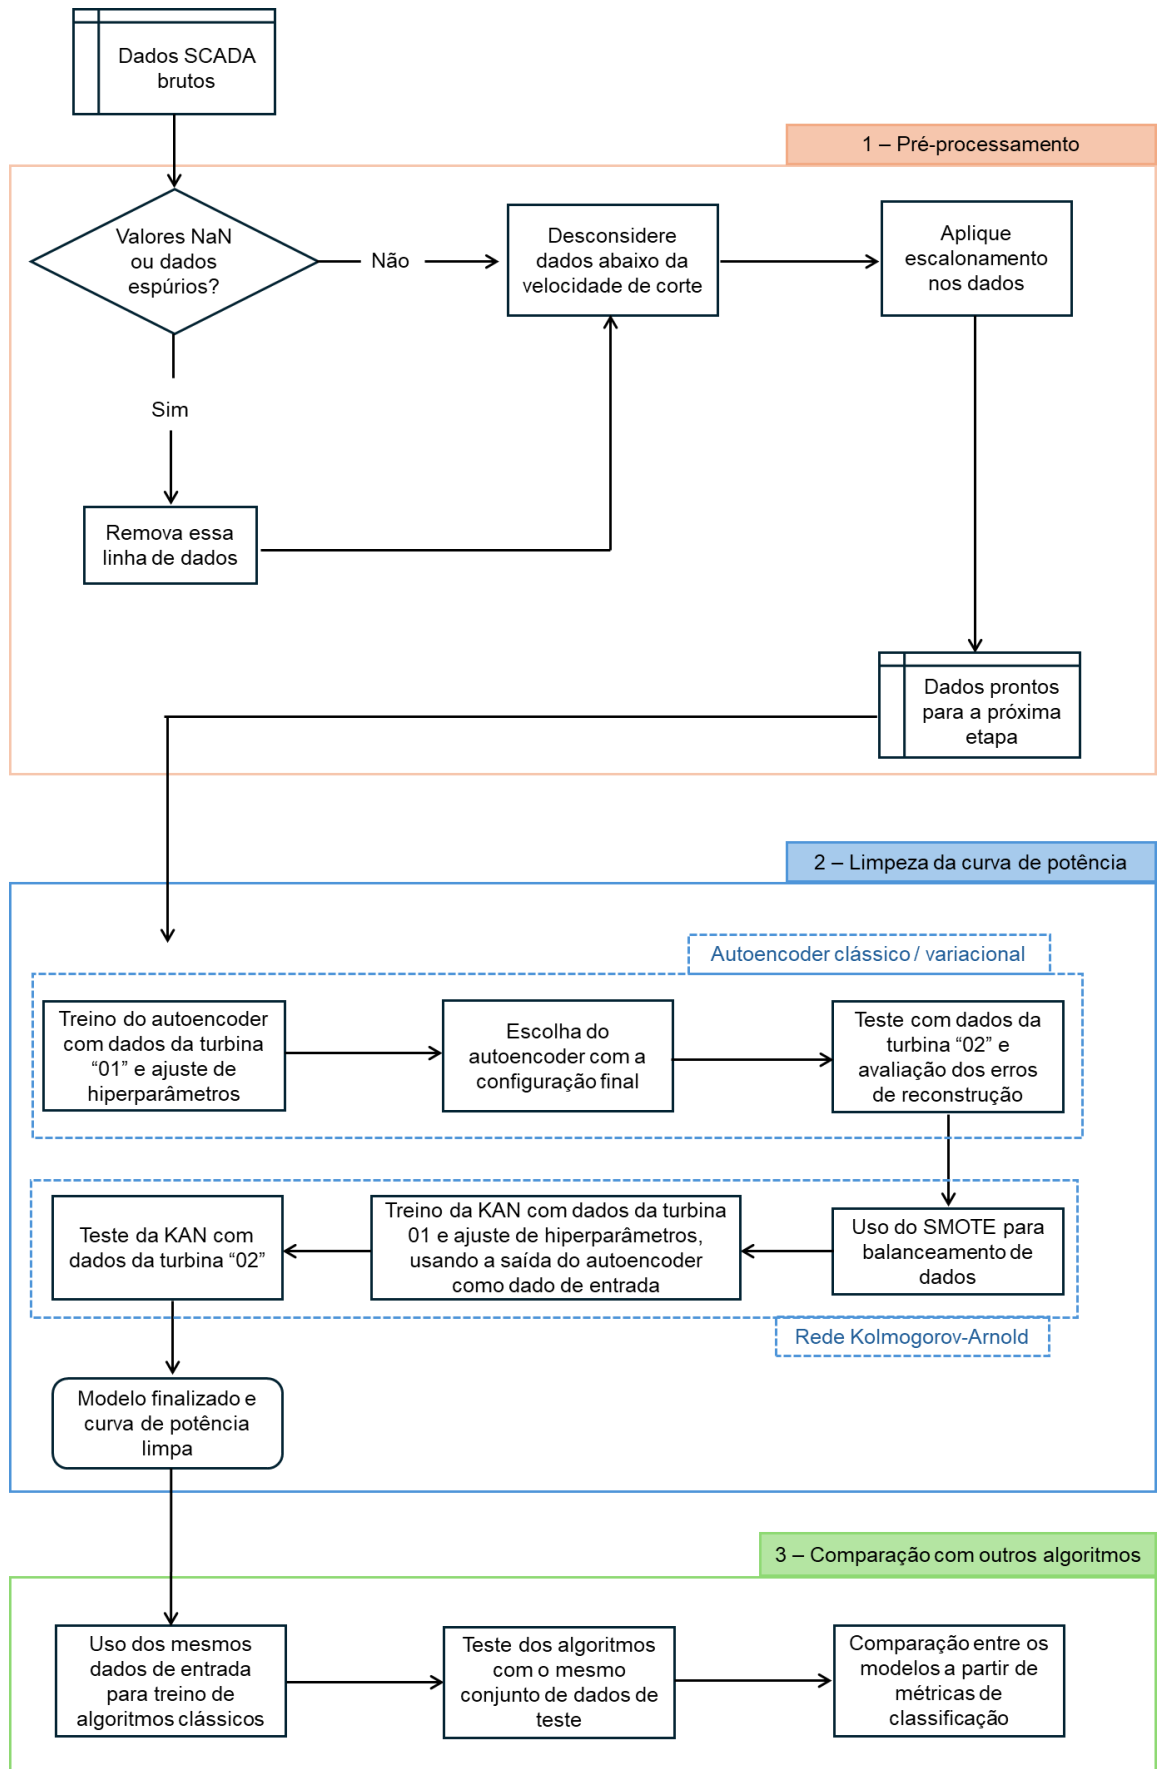 Dados SCADA
brutos
1 – Pré-processamento
Valores NaN
ou dados
espúrios?
Não
Desconsidere
dados abaixo da
velocidade de corte
Aplique
escalonamento
nos dados
Sim
Remova essa
linha de dados
Dados prontos
para a próxima
etapa
2 – Limpeza da curva de potência
Autoencoder clássico / variacional
Treino do autoencoder
com dados da turbina
“01” e ajuste de
hiperparâmetros
Escolha do
autoencoder com a
configuração final
Teste com dados da
turbina “02” e
avaliação dos erros
de reconstrução
Uso do SMOTE para
balanceamento de
dados
Treino da KAN com dados da turbina
01 e ajuste de hiperparâmetros,
usando a saída do autoencoder
como dado de entrada
Teste da KAN com
dados da turbina “02”
Rede Kolmogorov-Arnold
Modelo finalizado e
curva de potência
limpa
3 – Comparação com outros algoritmos
Uso dos mesmos
dados de entrada
para treino de
algoritmos clássicos
Teste dos algoritmos
com o mesmo
conjunto de dados de
teste
Comparação entre os
modelos a partir de
métricas de
classificação